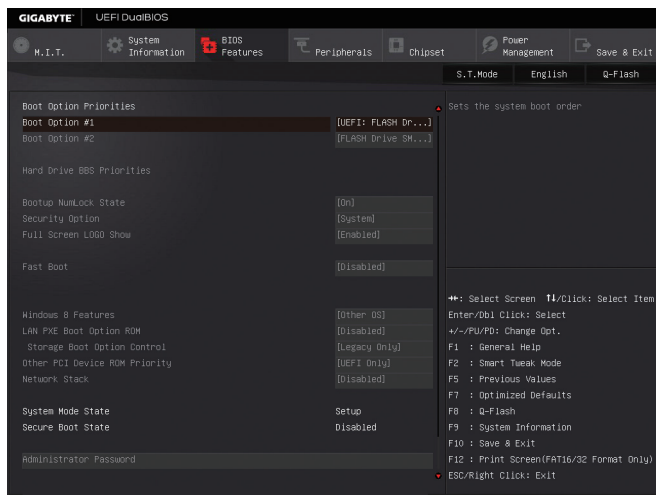 GIGABYTE™ UEFI DualBIOS
M.I.T. System Information BIOS Features Peripherals Chipset Power Management Save & Exit
S.T.Mode English Q-Flash
Boot Option Priorities
Boot Option #1 [UEFI: FLASH Dr...]
Boot Option #2 [FLASH Drive SM...]
Hard Drive BBS Priorities
Bootup NumLock State [On]
Security Option [System]
Full Screen LOGO Show [Enabled]
Fast Boot [Disabled]
Windows 8 Features [Other OS]
LAN PXE Boot Option ROM [Disabled]
Storage Boot Option Control [Legacy Only]
Other PCI Device ROM Priority [UEFI Only]
Network Stack [Disabled]
System Mode State Setup
Secure Boot State Disabled
Administrator Password
Sets the system boot order
→←: Select Screen ↑↓/Click: Select Item
Enter/Dbl Click: Select
+/-/PU/PD: Change Opt.
F1 : General Help
F2 : Smart Tweak Mode
F5 : Previous Values
F7 : Optimized Defaults
F8 : Q-Flash
F9 : System Information
F10 : Save & Exit
F12 : Print Screen(FAT16/32 Format Only)
ESC/Right Click: Exit